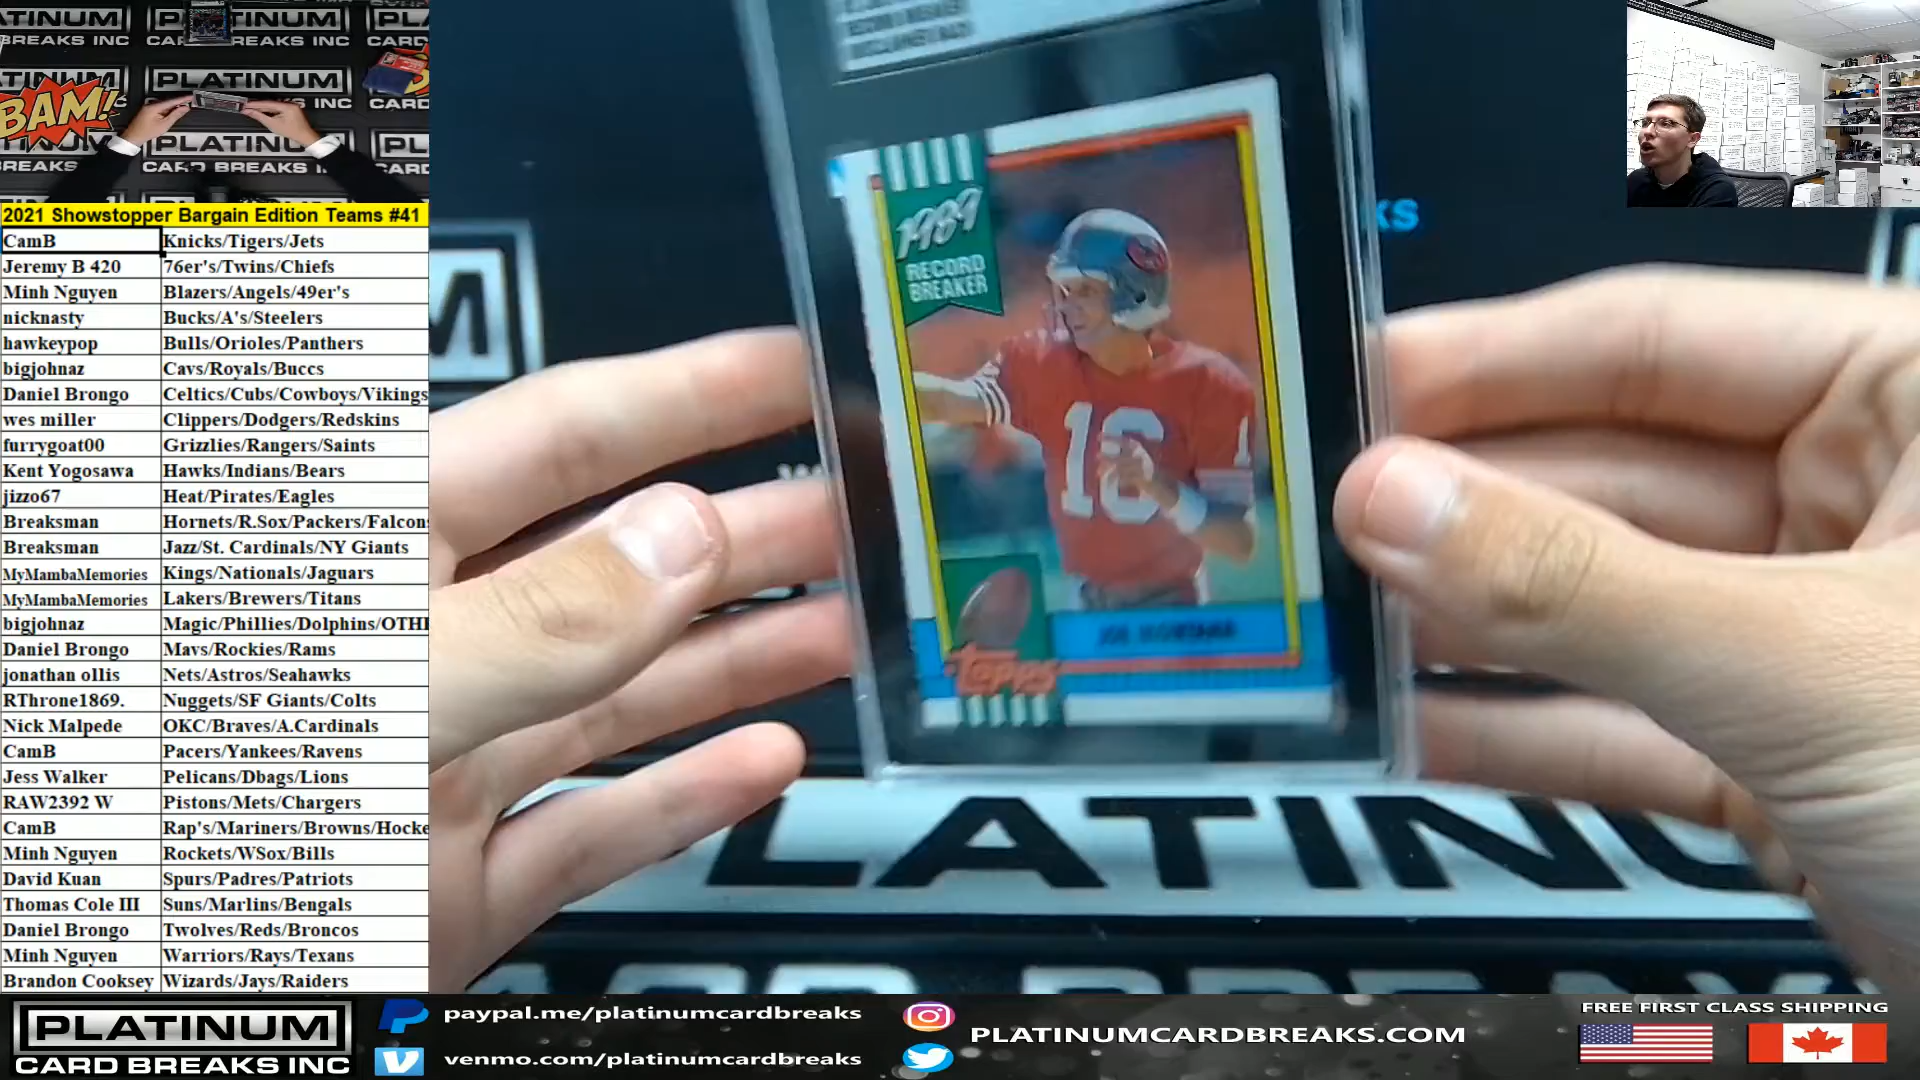 PLATINUM
CARD BREAKS INC
BAM!
2021 Showstopper Bargain Edition Teams #41
CamB Knicks/Tigers/Jets
Jeremy B 420 76er's/Twins/Chiefs
Minh Nguyen Blazers/Angels/49er's
nicknasty Bucks/A's/Steelers
hawkeypop Bulls/Orioles/Panthers
bigjohnaz Cavs/Royals/Buccs
Daniel Brongo Celtics/Cubs/Cowboys/Vikings
wes miller Clippers/Dodgers/Redskins
furrygoat00 Grizzlies/Rangers/Saints
Kent Yogosawa Hawks/Indians/Bears
jizzo67 Heat/Pirates/Eagles
Breaksman Hornets/R.Sox/Packers/Falcons
Breaksman Jazz/St. Cardinals/NY Giants
MyMambaMemories Kings/Nationals/Jaguars
MyMambaMemories Lakers/Brewers/Titans
bigjohnaz Magic/Phillies/Dolphins/OTH
Daniel Brongo Mavs/Rockies/Rams
jonathan ollis Nets/Astros/Seahawks
RThrone1869. Nuggets/SF Giants/Colts
Nick Malpede OKC/Braves/A.Cardinals
CamB Pacers/Yankees/Ravens
Jess Walker Pelicans/Dbags/Lions
RAW2392 W Pistons/Mets/Chargers
CamB Rap's/Mariners/Browns/Hocke
Minh Nguyen Rockets/WSox/Bills
David Kuan Spurs/Padres/Patriots
Thomas Cole III Suns/Marlins/Bengals
Daniel Brongo Twolves/Reds/Broncos
Minh Nguyen Warriors/Rays/Texans
Brandon Cooksey Wizards/Jays/Raiders
1989
RECORD
BREAKER
16
JOE MONTANA
Topps
LATINU
PLATINUM
CARD BREAKS INC
paypal.me/platinumcardbreaks
venmo.com/platinumcardbreaks
PLATINUMCARDBREAKS.COM
FREE FIRST CLASS SHIPPING